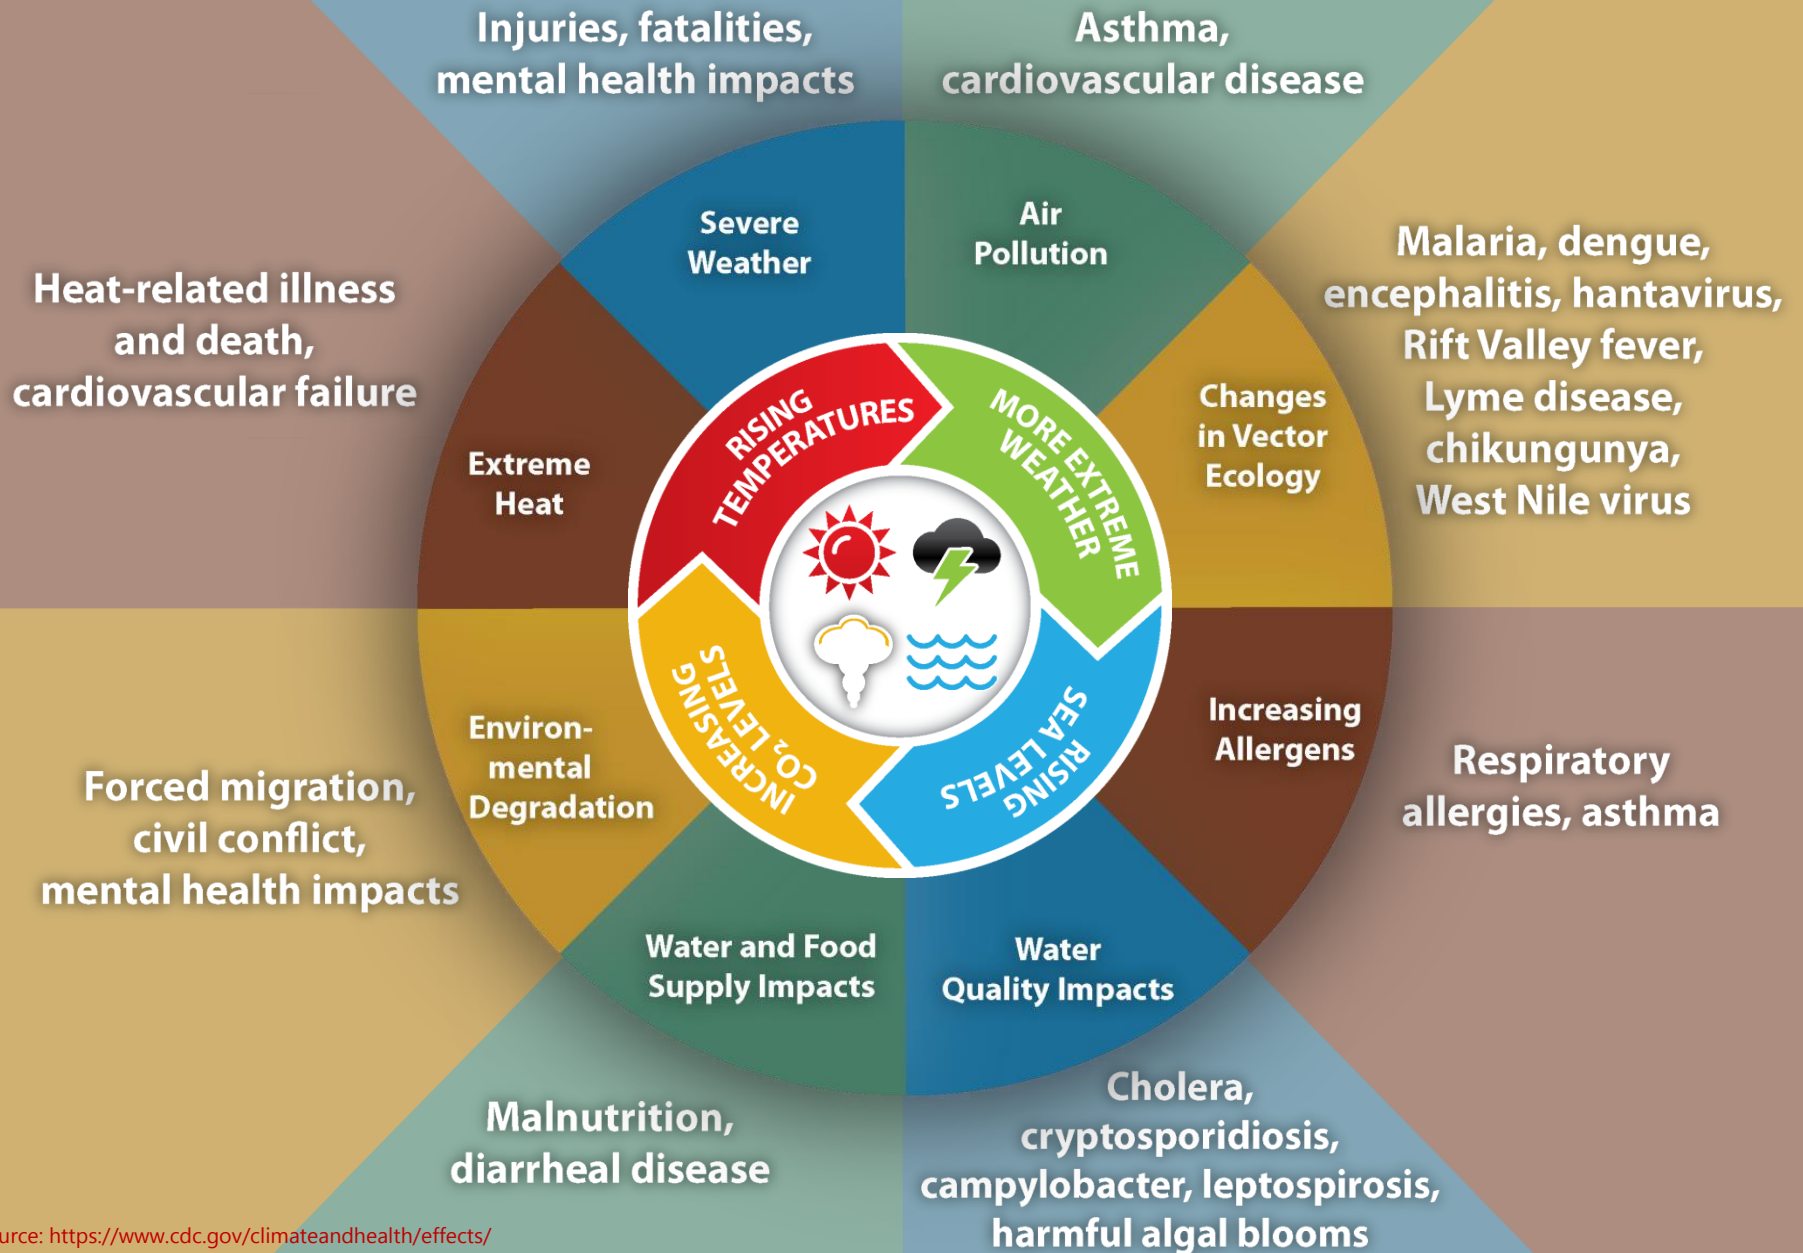 Injuries, fatalities,
mental health impacts
Asthma,
cardiovascular disease
Severe
Weather
Air
Pollution
Malaria, dengue,
encephalitis, hantavirus,
Rift Valley fever,
Lyme disease,
chikungunya,
West Nile virus
Heat-related illness
and death,
cardiovascular failure
Extreme
Heat
Changes
in Vector
Ecology
RISING
TEMPERATURES
MORE EXTREME
WEATHER
RISING
SEA LEVELS
INCREASING
CO₂ LEVELS
Environ-
mental
Degradation
Increasing
Allergens
Forced migration,
civil conflict,
mental health impacts
Respiratory
allergies, asthma
Water and Food
Supply Impacts
Water
Quality Impacts
Malnutrition,
diarrheal disease
Cholera,
cryptosporidiosis,
campylobacter, leptospirosis,
harmful algal blooms
urce: https://www.cdc.gov/climateandhealth/effects/